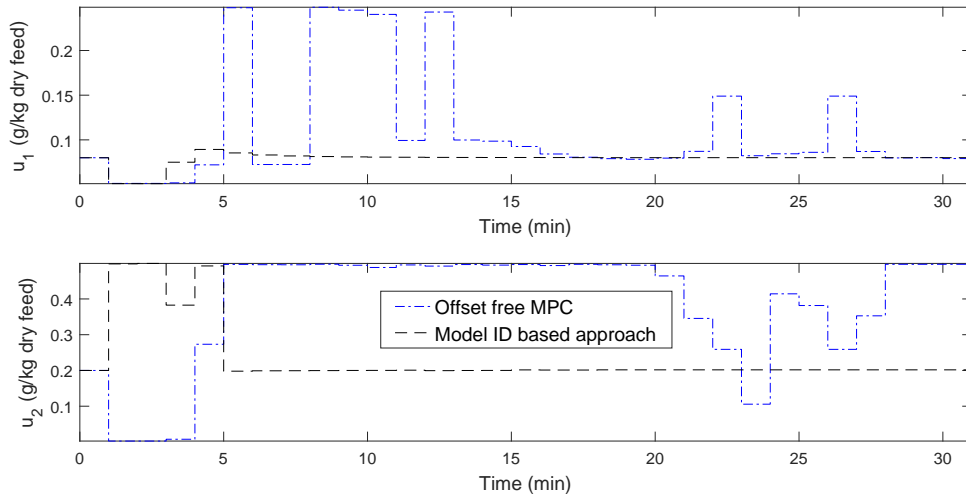 u_1 (g/kg dry feed)
0.2
0.15
0.1
0 5 10 15 20 25 30
Time (min)
u_2 (g/kg dry feed)
0.4
0.3
0.2
0.1
Offset free MPC
Model ID based approach
0 5 10 15 20 25 30
Time (min)